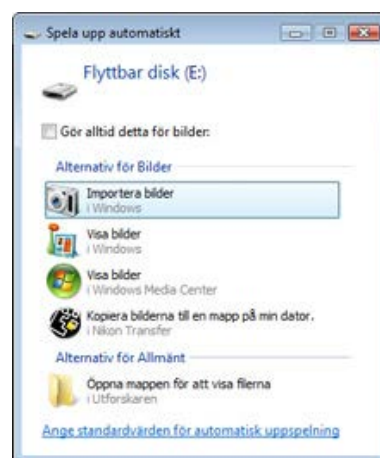 Spela upp automatiskt
Flyttbar disk (E:)
Gör alltid detta för bilder:
Alternativ för Bilder
Importera bilder
i Windows
Visa bilder
i Windows
Visa bilder
i Windows Media Center
Kopiera bilderna till en mapp på min dator.
i Nikon Transfer
Alternativ för Allmänt
Öppna mappen för att visa filerna
i Utforskaren
Ange standardvärden för automatisk uppspelning